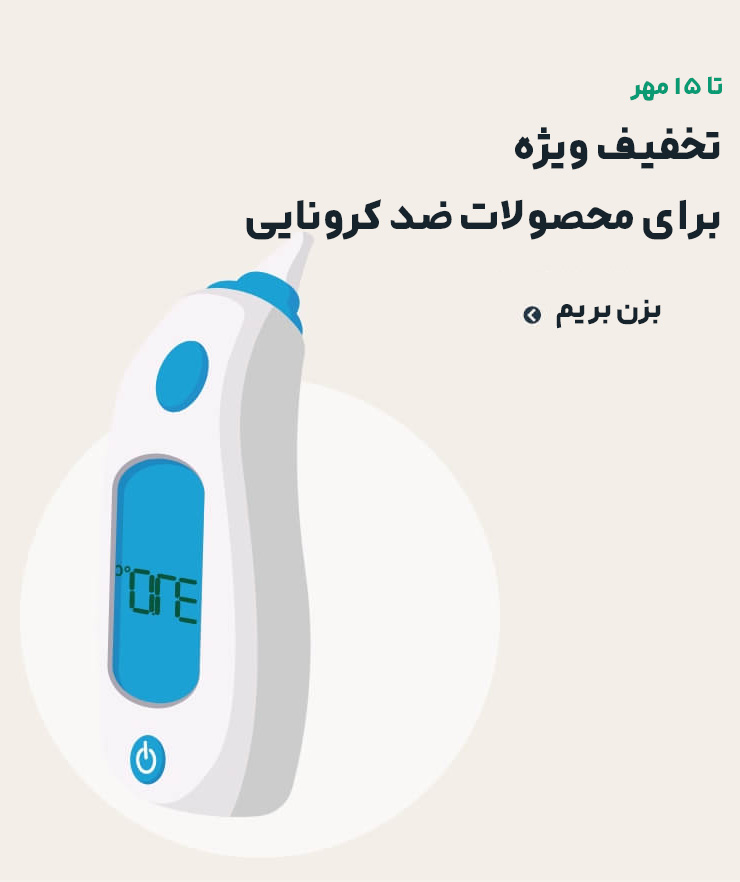 تا ۱۵ مهر
تخفیف ویژه
برای محصولات ضد کرونایی
بزن بریم